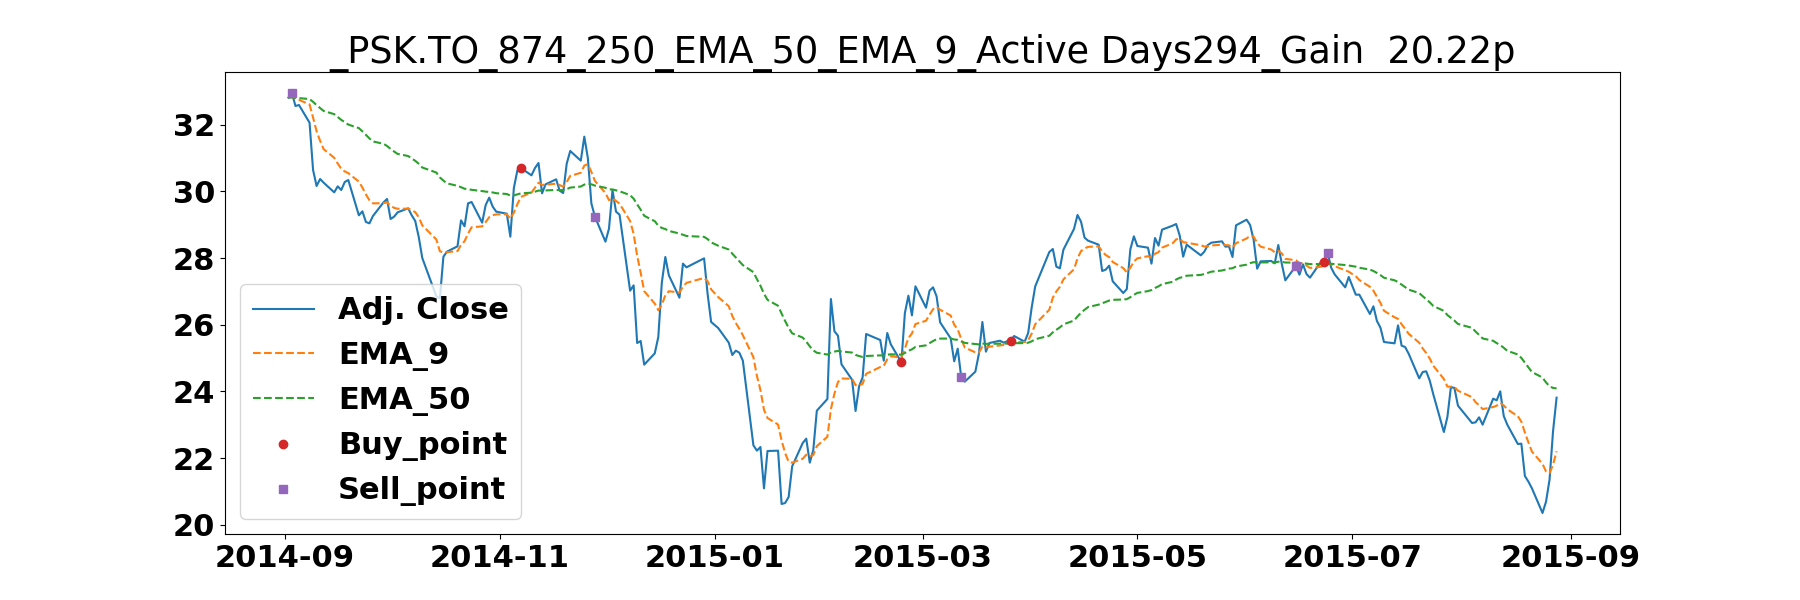 _PSK.TO_874_250_EMA_50_EMA_9_Active Days294_Gain  20.22p
32
30
28
26
24
22
20
Adj. Close
EMA_9
EMA_50
Buy_point
Sell_point
2014-09 2014-11 2015-01 2015-03 2015-05 2015-07 2015-09